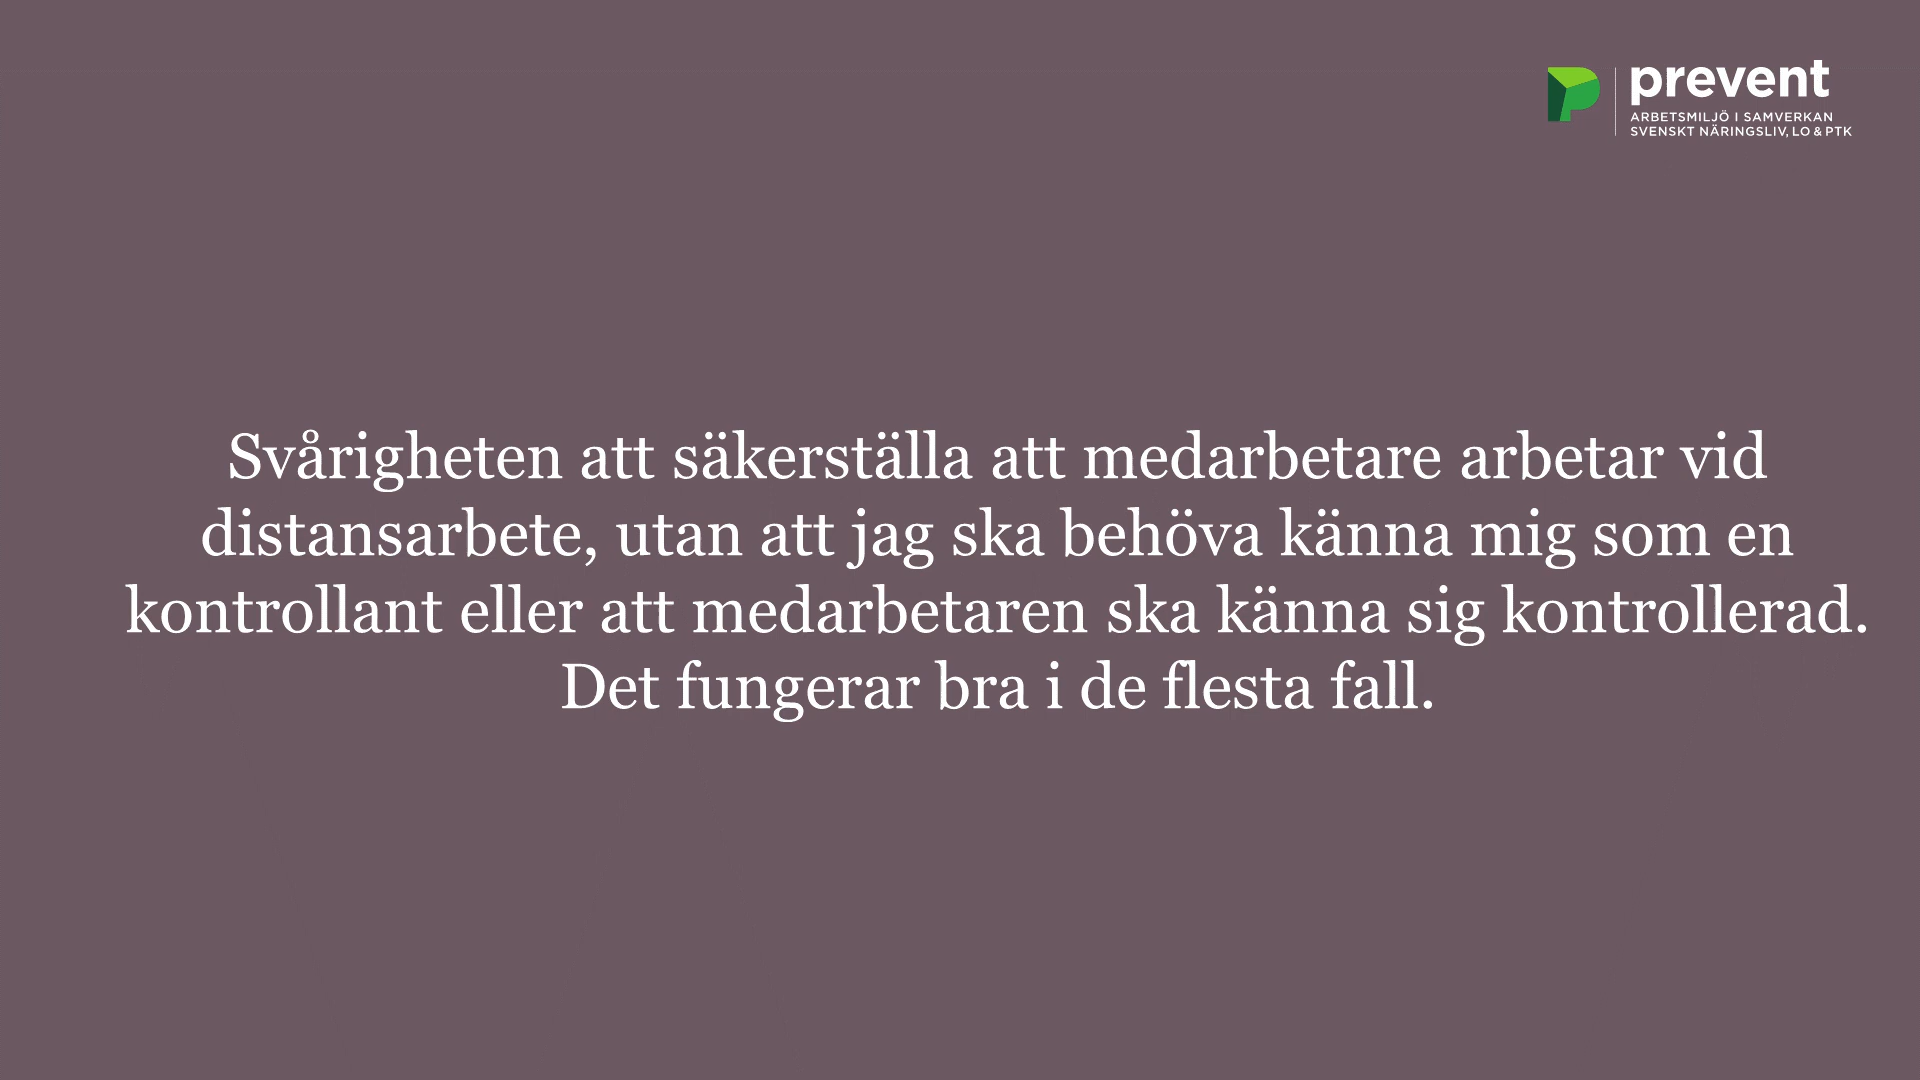 prevent
ARBETSMILJÖ I SAMVERKAN
SVENSKT NÄRINGSLIV, LO & PTK
Svårigheten att säkerställa att medarbetare arbetar vid
distansarbete, utan att jag ska behöva känna mig som en
kontrollant eller att medarbetaren ska känna sig kontrollerad.
Det fungerar bra i de flesta fall.